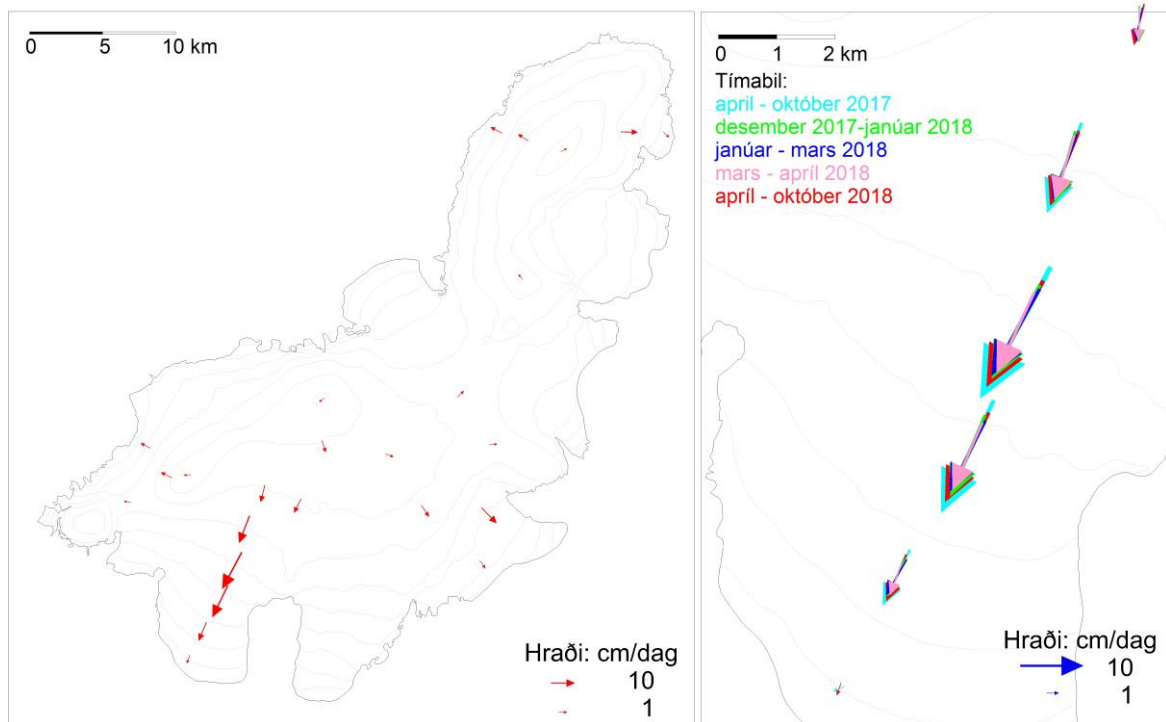 0 5 10 km
Hraði: cm/dag
10
1
0 1 2 km
Tímabil:
april - október 2017
desember 2017-janúar 2018
janúar - mars 2018
mars - apríl 2018
apríl - október 2018
Hraði: cm/dag
10
1